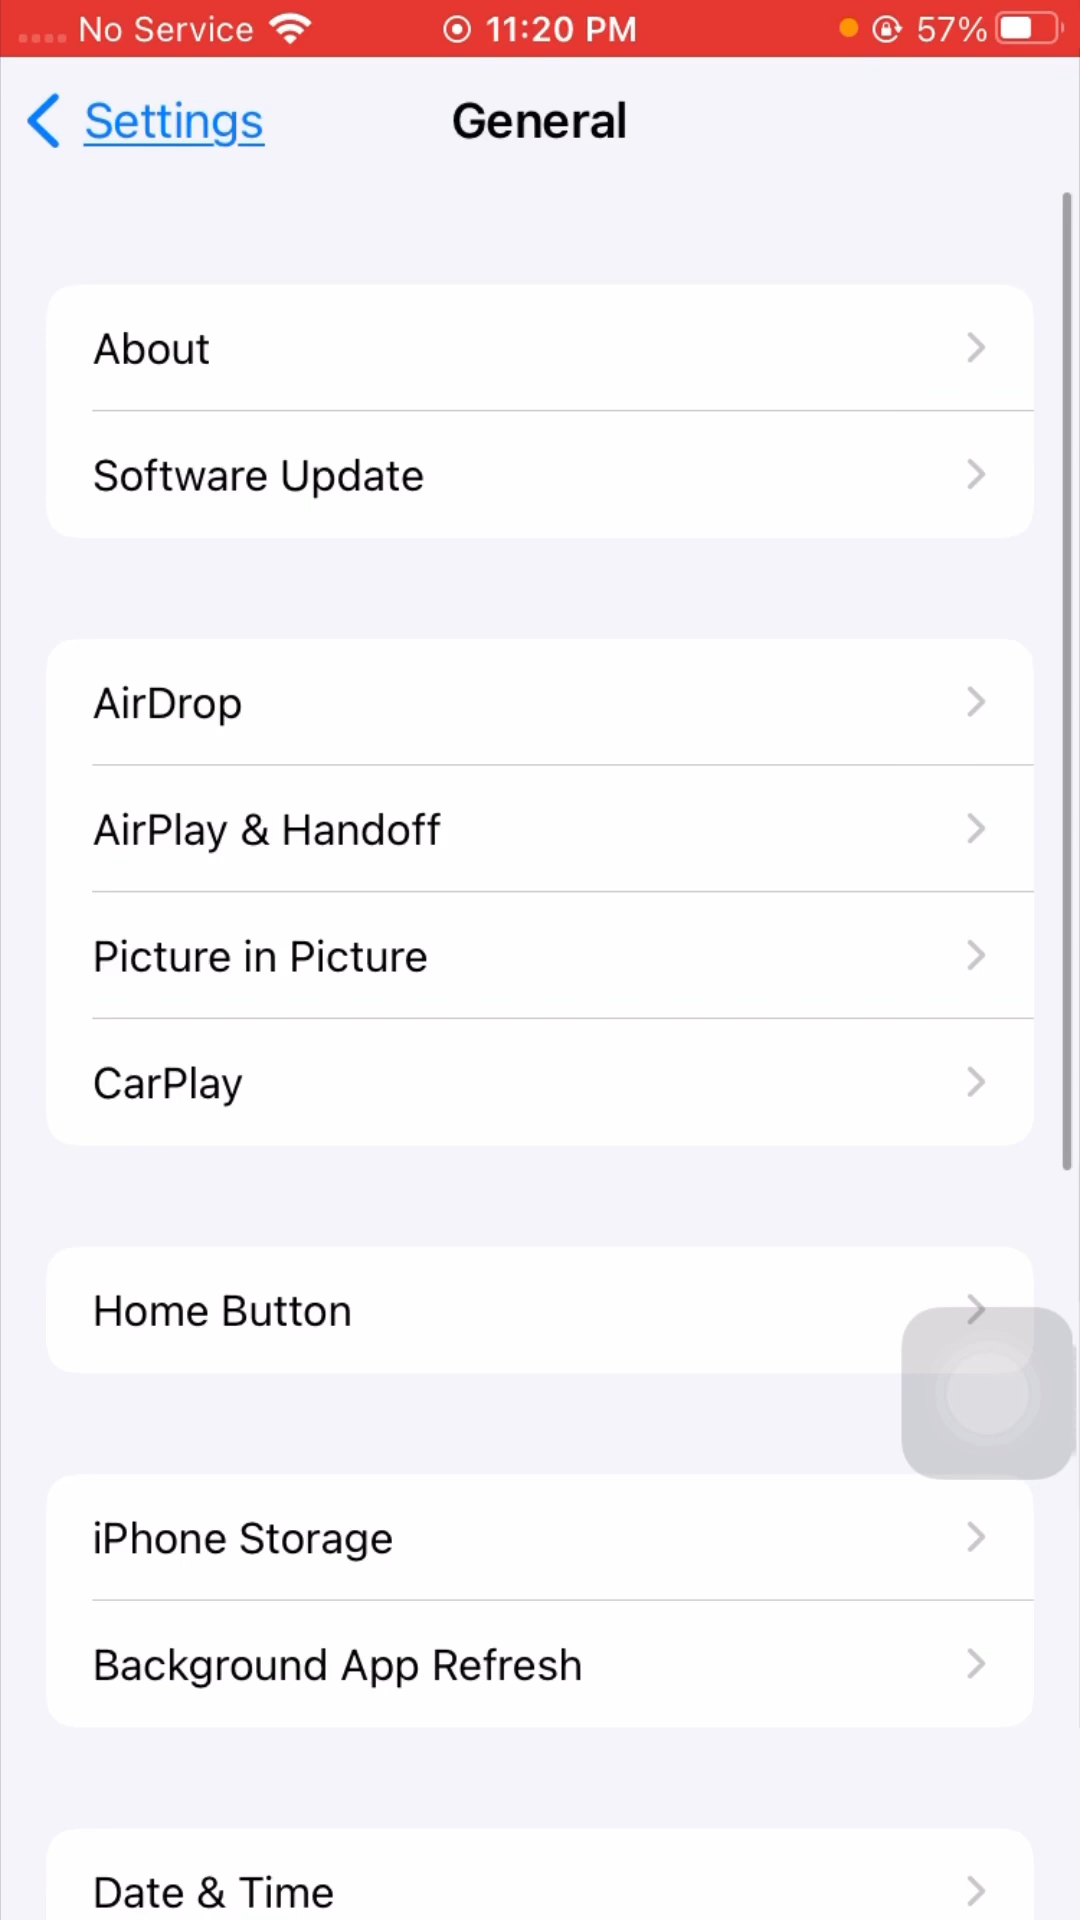 No Service 11:20 PM 57%
Settings General
About
Software Update
AirDrop
AirPlay & Handoff
Picture in Picture
CarPlay
Home Button
iPhone Storage
Background App Refresh
Date & Time